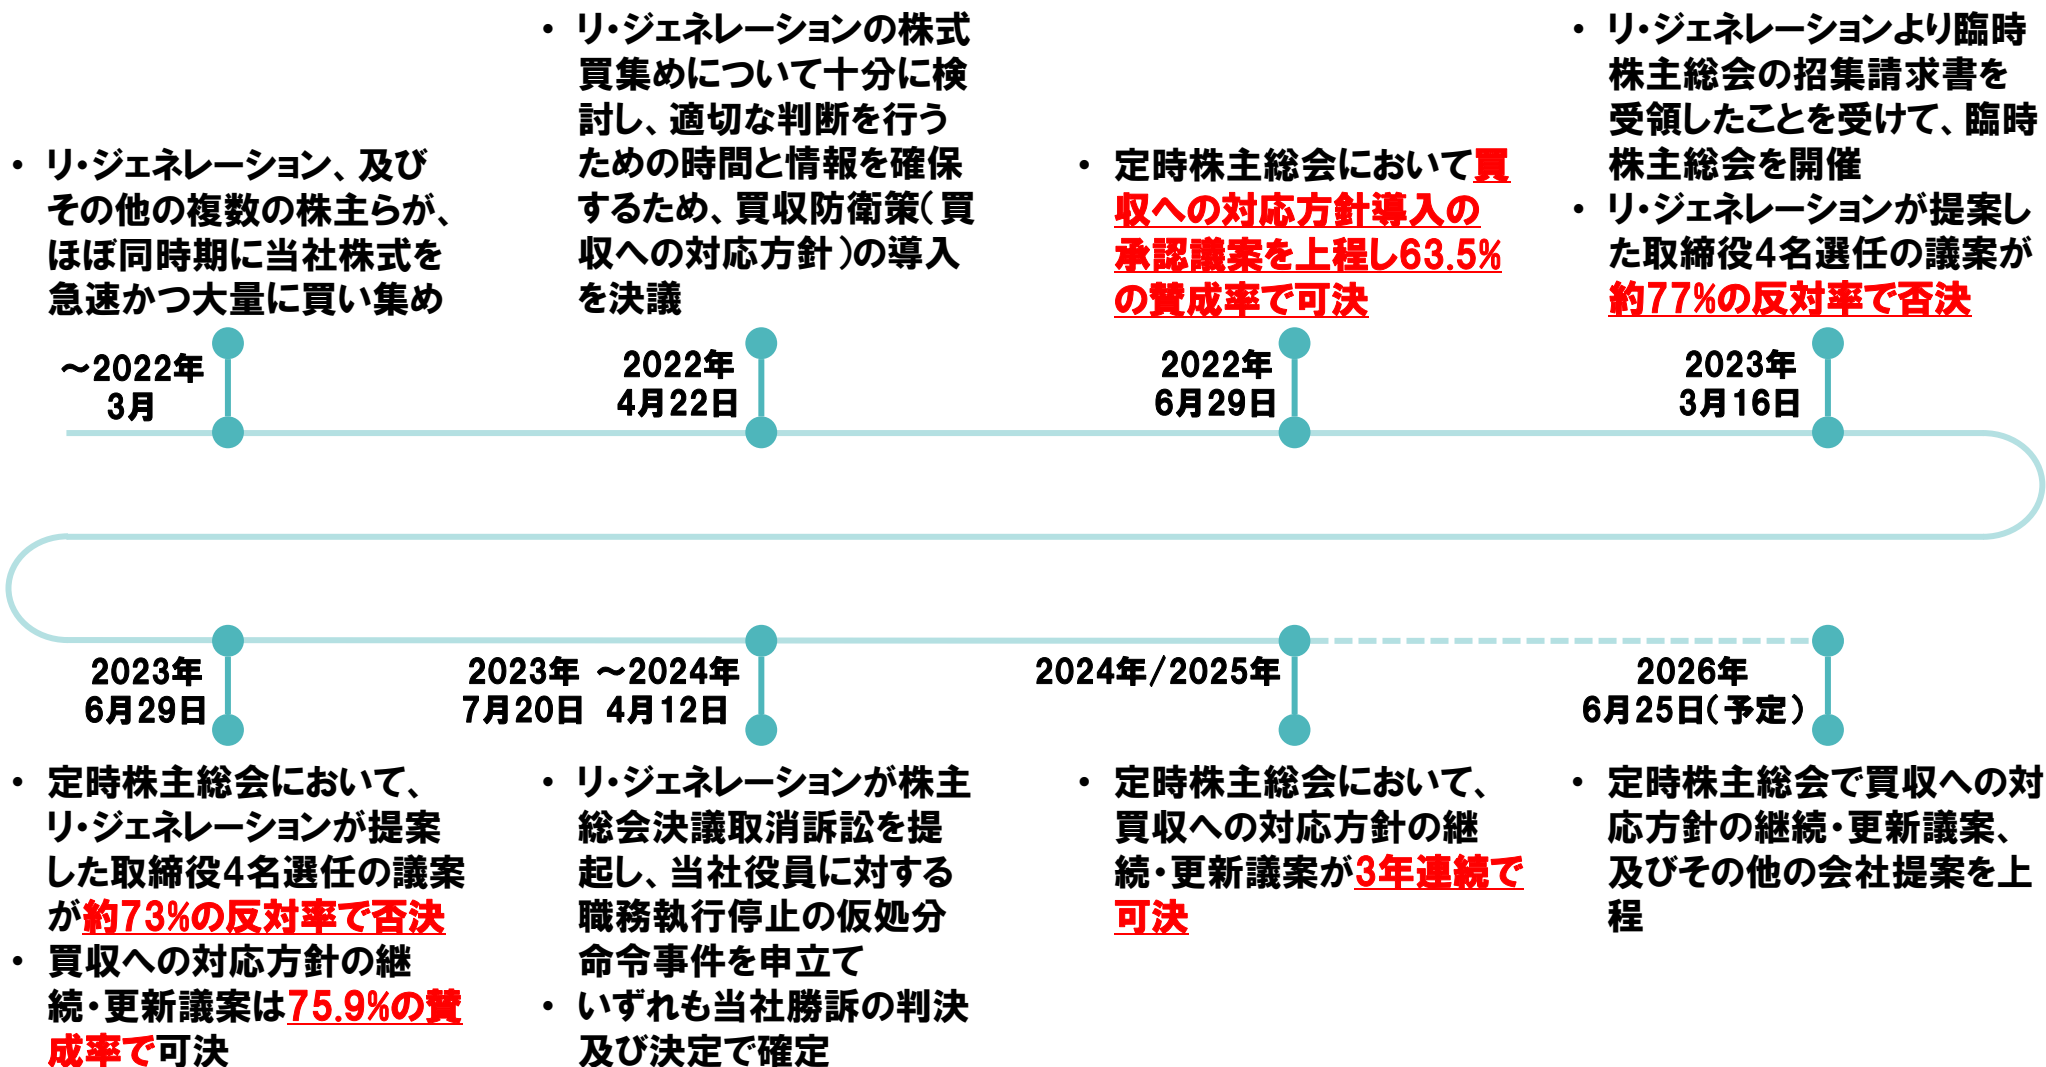 ・ リ・ジェネレーション、及び
その他の複数の株主らが、
ほぼ同時期に当社株式を
急速かつ大量に買い集め
～2022年
3月
・ リ・ジェネレーションの株式
買集めについて十分に検
討し、適切な判断を行う
ための時間と情報を確保
するため、買収防衛策(買
収への対応方針)の導入
を決議
2022年
4月22日
・ 定時株主総会において買
収への対応方針導入の
承認議案を上程し63.5%
の賛成率で可決
2022年
6月29日
・ リ・ジェネレーションより臨時
株主総会の招集請求書を
受領したことを受けて、臨時
株主総会を開催
・ リ・ジェネレーションが提案し
た取締役4名選任の議案が
約77%の反対率で否決
2023年
3月16日
2023年
6月29日
・ 定時株主総会において、
リ・ジェネレーションが提案
した取締役4名選任の議案
が約73%の反対率で否決
・ 買収への対応方針の継
続・更新議案は75.9%の賛
成率で可決
2023年 ～2024年
7月20日 4月12日
・ リ・ジェネレーションが株主
総会決議取消訴訟を提
起し、当社役員に対する
職務執行停止の仮処分
命令事件を申立て
・ いずれも当社勝訴の判決
及び決定で確定
2024年/2025年
・ 定時株主総会において、
買収への対応方針の継
続・更新議案が3年連続で
可決
2026年
6月25日(予定)
・ 定時株主総会で買収への対
応方針の継続・更新議案、
及びその他の会社提案を上
程